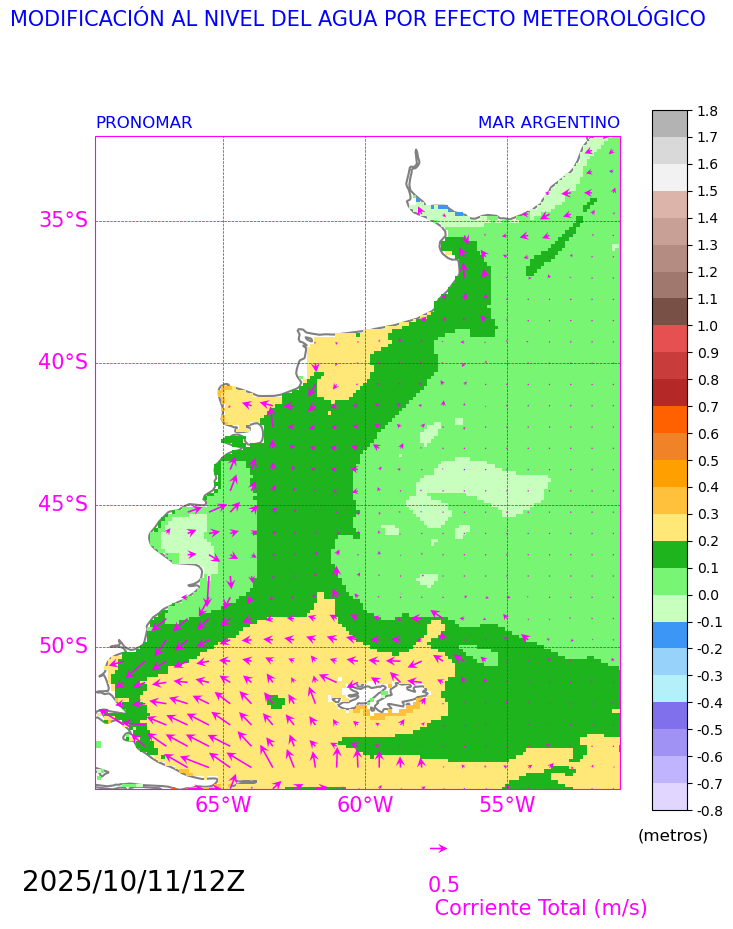 MODIFICACIÓN AL NIVEL DEL AGUA POR EFECTO METEOROLÓGICO
PRONOMAR MAR ARGENTINO
1.8
1.7
1.6
1.5
1.4
1.3
1.2
1.1
1.0
0.9
0.8
0.7
0.6
0.5
0.4
0.3
0.2
0.1
0.0
-0.1
-0.2
-0.3
-0.4
-0.5
-0.6
-0.7
-0.8
(metros)
35°S
40°S
45°S
50°S
65°W 60°W 55°W
2025/10/11/12Z
0.5
Corriente Total (m/s)